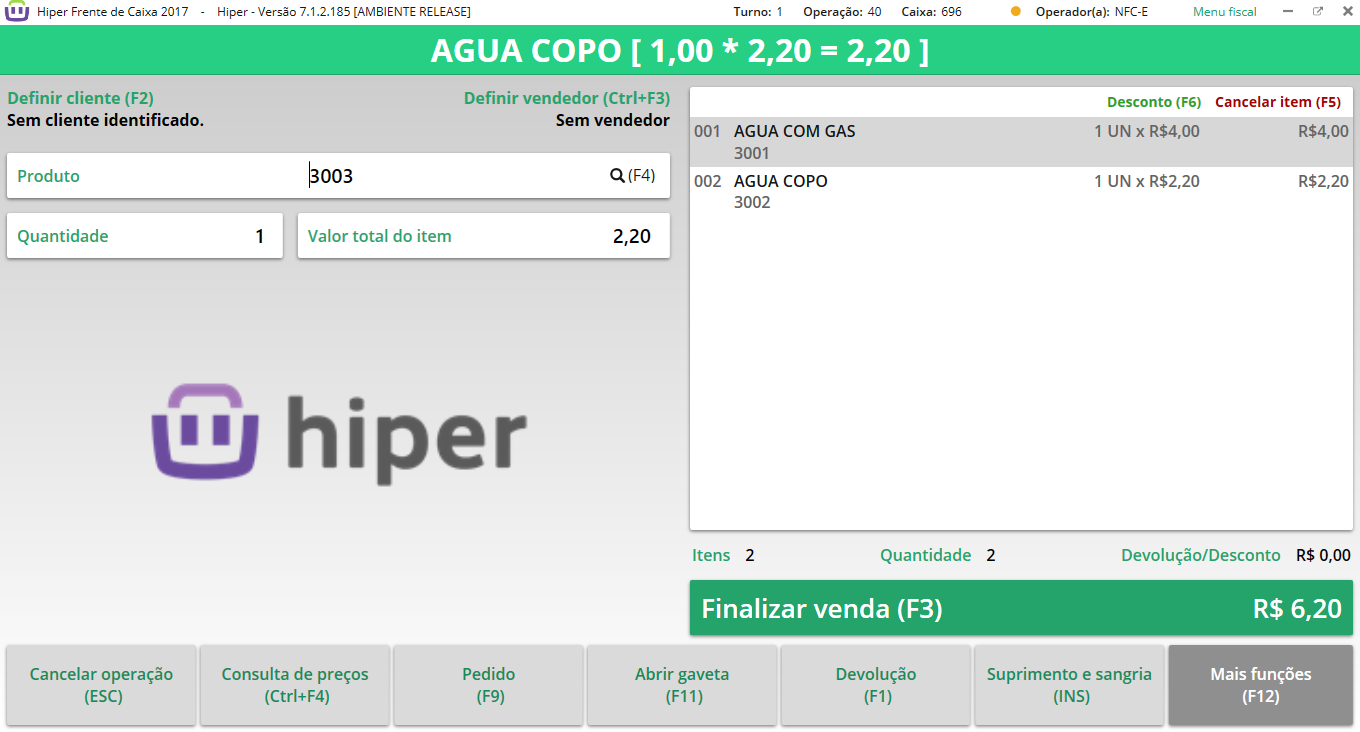 Hiper Frente de Caixa 2017 - Hiper - Versão 7.1.2.185 [AMBIENTE RELEASE] Turno: 1 Operação: 40 Caixa: 696 Operador(a): NFC-E Menu fiscal
AGUA COPO [ 1,00 * 2,20 = 2,20 ]
Definir cliente (F2) Definir vendedor (Ctrl+F3)
Sem cliente identificado. Sem vendedor
Produto 3003 (F4)
Quantidade 1 Valor total do item 2,20
hiper
Desconto (F6) Cancelar item (F5)
001 AGUA COM GAS 1 UN x R$4,00 R$4,00
3001
002 AGUA COPO 1 UN x R$2,20 R$2,20
3002
Itens 2 Quantidade 2 Devolução/Desconto R$ 0,00
Finalizar venda (F3) R$ 6,20
Cancelar operação Consulta de preços Pedido Abrir gaveta Devolução Suprimento e sangria Mais funções
(ESC) (Ctrl+F4) (F9) (F11) (F1) (INS) (F12)